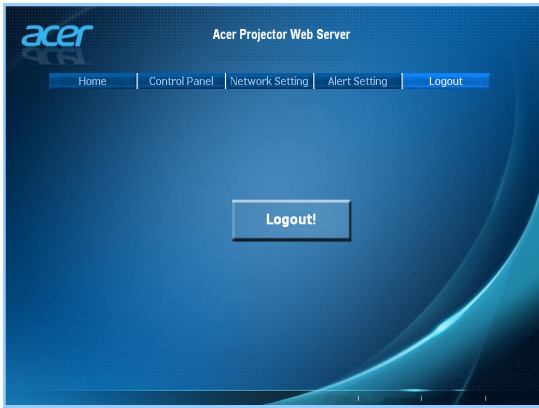 acer
Acer Projector Web Server
Home Control Panel Network Setting Alert Setting Logout
Logout!